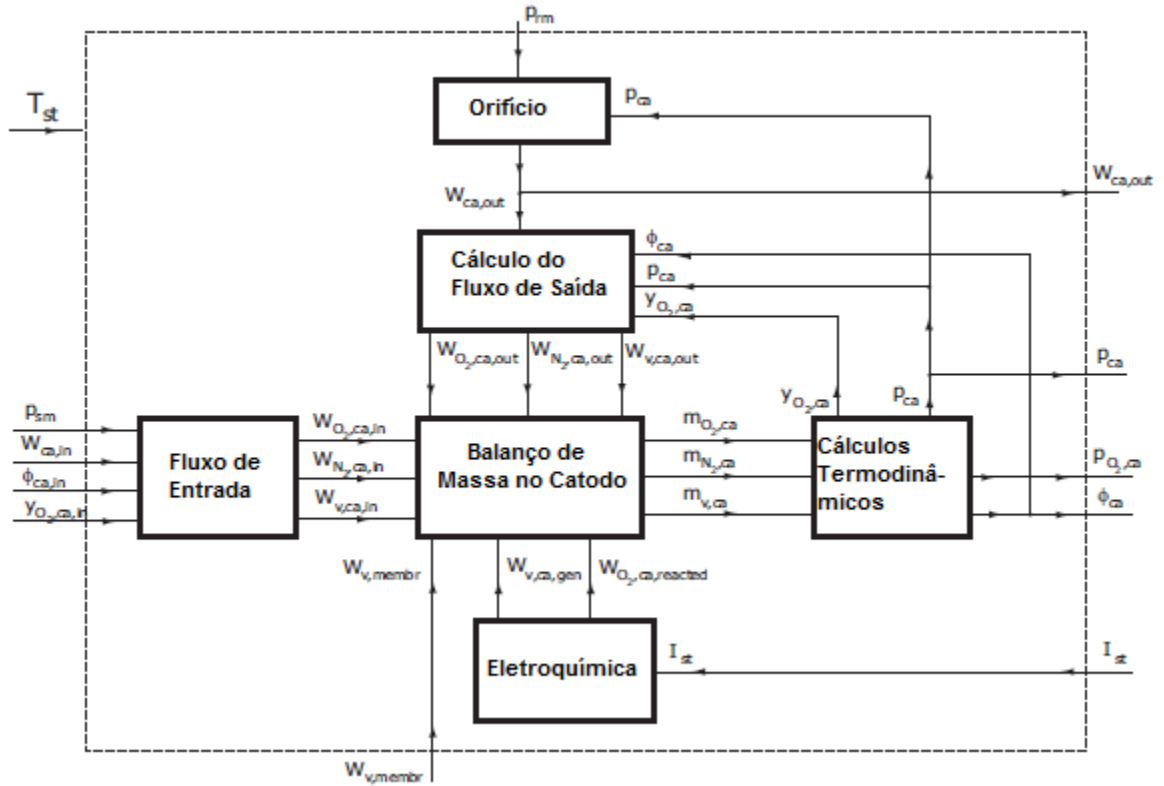 p_rm
T_st
Orifício
p_ca
W_ca,out
W_ca,out
Cálculo do
Fluxo de Saída
ϕ_ca
p_ca
y_O₂,ca
W_O₂,ca,out
W_N₂,ca,out
W_v,ca,out
p_ca
y_O₂,ca
p_ca
p_sm
W_ca,in
ϕ_ca,in
y_O₂,ca,in
Fluxo de
Entrada
W_O₂,ca,in
W_N₂,ca,in
W_v,ca,in
Balanço de
Massa no Catodo
m_O₂,ca
m_N₂,ca
m_v,ca
Cálculos
Termodinâ-
micos
p_O₂,ca
ϕ_ca
W_v,membr
W_v,ca,gen
W_O₂,ca,reacted
Eletroquímica
I_st
I_st
W_v,membr